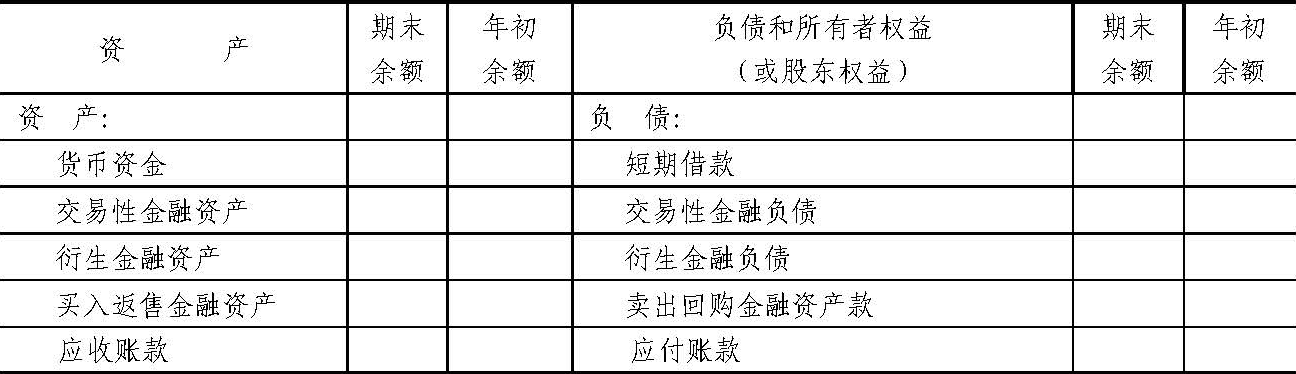 资 产 期末余额 年初余额 负债和所有者权益（或股东权益） 期末余额 年初余额
资 产: 负 债:
货币资金 短期借款
交易性金融资产 交易性金融负债
衍生金融资产 衍生金融负债
买入返售金融资产 卖出回购金融资产款
应收账款 应付账款